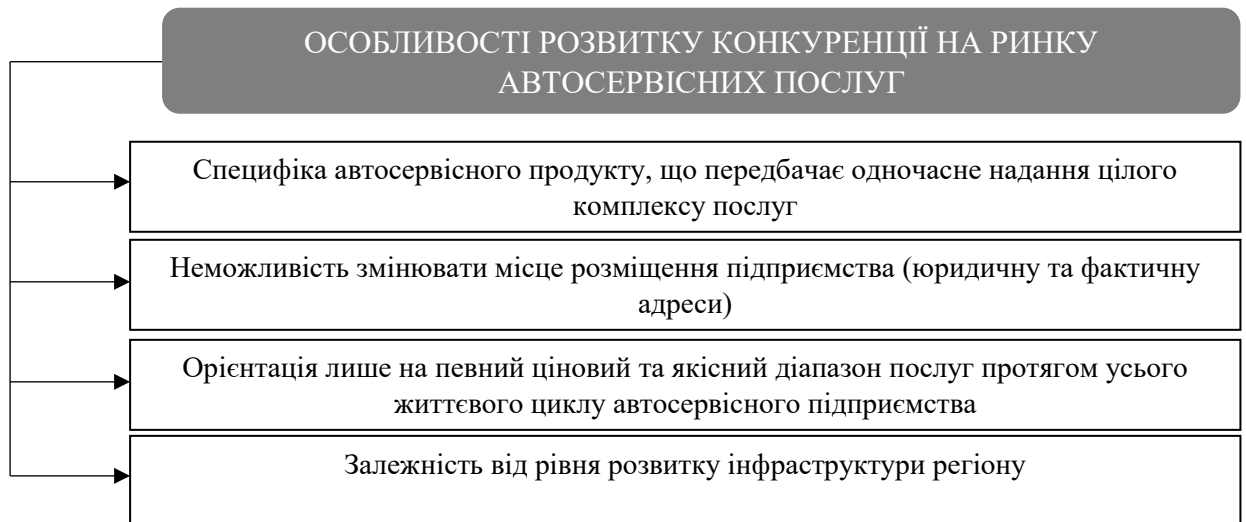 ОСОБЛИВОСТІ РОЗВИТКУ КОНКУРЕНЦІЇ НА РИНКУ
АВТОСЕРВІСНИХ ПОСЛУГ
Специфіка автосервісного продукту, що передбачає одночасне надання цілого
комплексу послуг
Неможливість змінювати місце розміщення підприємства (юридичну та фактичну
адреси)
Орієнтація лише на певний ціновий та якісний діапазон послуг протягом усього
життєвого циклу автосервісного підприємства
Залежність від рівня розвитку інфраструктури регіону